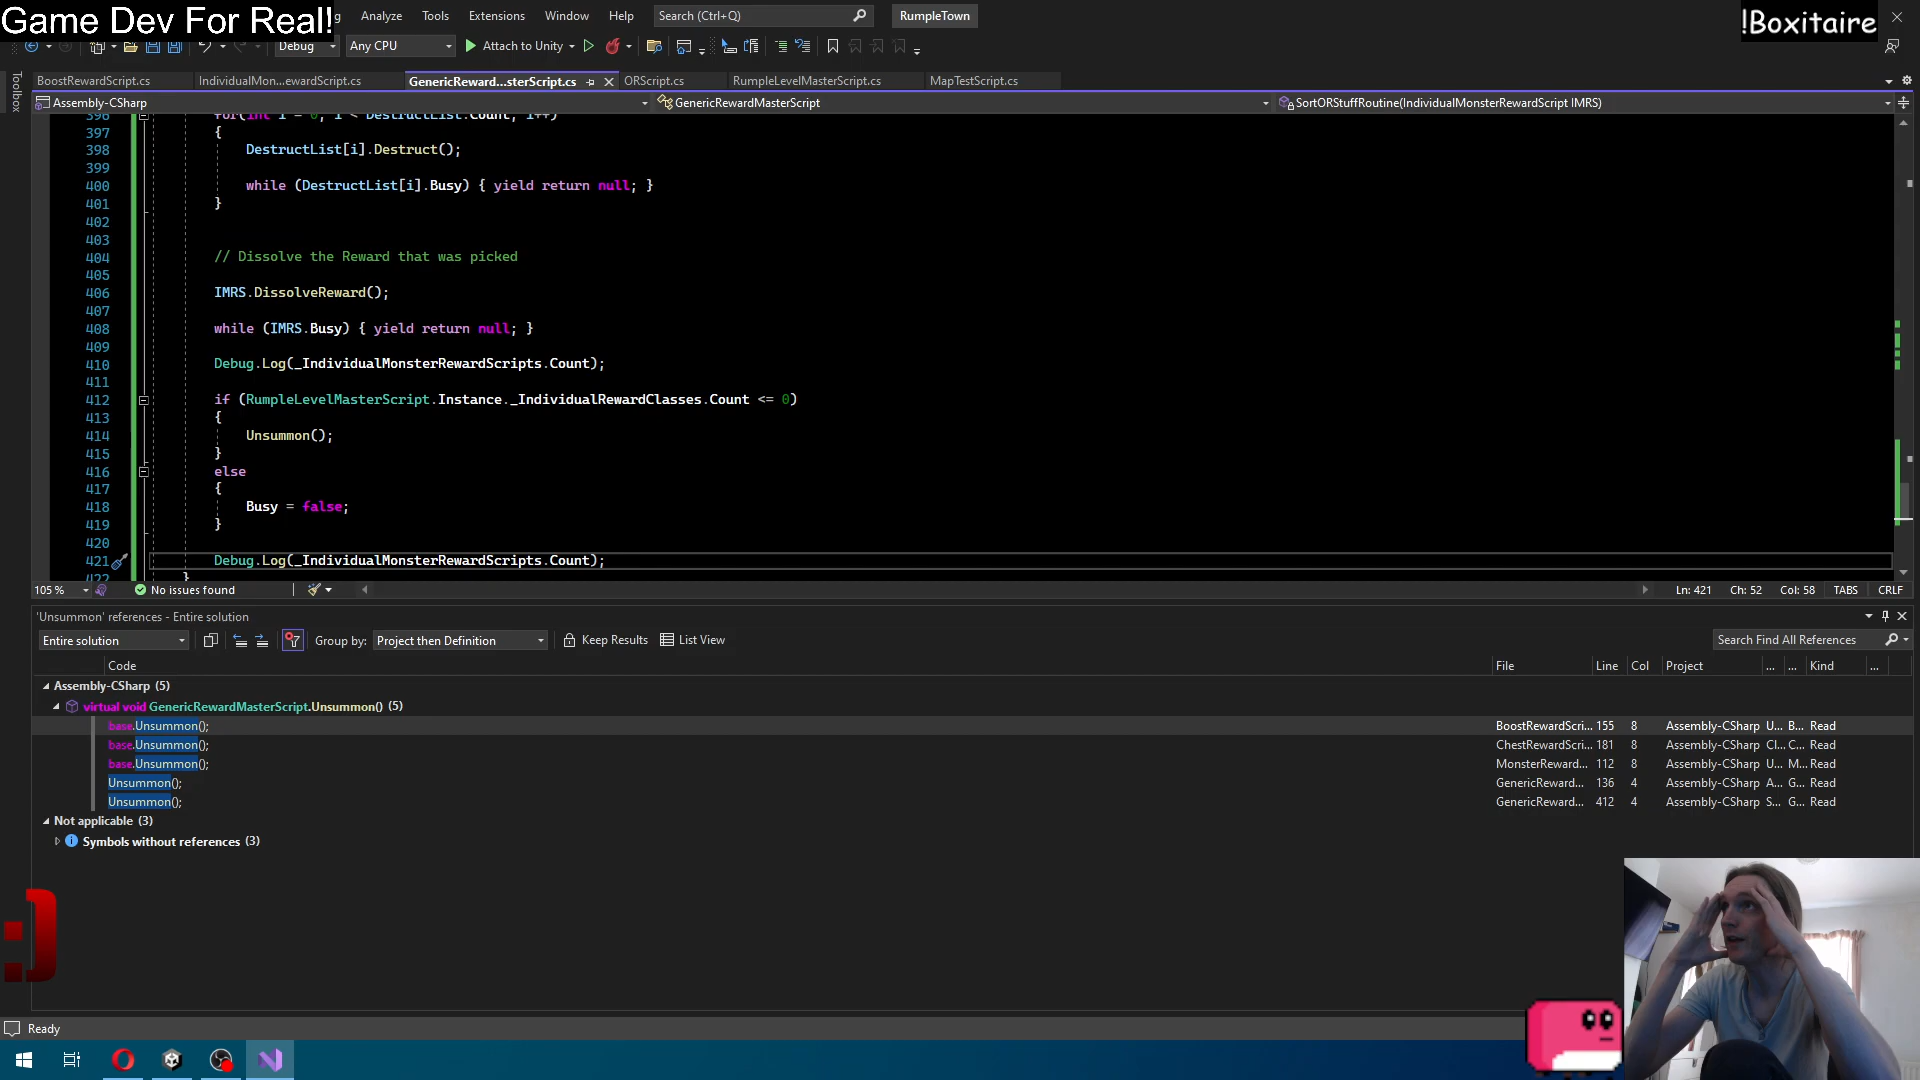 Game Dev For Real!
Analyze Tools Extensions Window Help Search (Ctrl+Q) RumpleTown
!Boxitaire
Debug Any CPU Attach to Unity
Toolbox
BoostRewardScript.cs IndividualMon...ewardScript.cs GenericReward...sterScript.cs ORScript.cs RumpleLevelMasterScript.cs MapTestScript.cs
Assembly-CSharp GenericRewardMasterScript SortORStuffRoutine(IndividualMonsterRewardScript IMRS)
396 for(int i = 0; i < DestructList.Count; i++)
397 {
398 DestructList[i].Destruct();
399
400 while (DestructList[i].Busy) { yield return null; }
401 }
402
403
404 // Dissolve the Reward that was picked
405
406 IMRS.DissolveReward();
407
408 while (IMRS.Busy) { yield return null; }
409
410 Debug.Log(_IndividualMonsterRewardScripts.Count);
411
412 if (RumpleLevelMasterScript.Instance._IndividualRewardClasses.Count <= 0)
413 {
414 Unsummon();
415 }
416 else
417 {
418 Busy = false;
419 }
420
421 Debug.Log(_IndividualMonsterRewardScripts.Count);
422 }
105 % No issues found Ln: 421 Ch: 52 Col: 58 TABS CRLF
'Unsummon' references - Entire solution
Entire solution Group by: Project then Definition Keep Results List View Search Find All References
Code File Line Col Project ... ... Kind ...
Assembly-CSharp (5)
virtual void GenericRewardMasterScript.Unsummon() (5)
base.Unsummon(); BoostRewardScri... 155 8 Assembly-CSharp U... B... Read
base.Unsummon(); ChestRewardScri... 181 8 Assembly-CSharp Cl... C... Read
base.Unsummon(); MonsterReward... 112 8 Assembly-CSharp U... M... Read
Unsummon(); GenericReward... 136 4 Assembly-CSharp A... G... Read
Unsummon(); GenericReward... 412 4 Assembly-CSharp S... G... Read
Not applicable (3)
Symbols without references (3)
:)
Ready